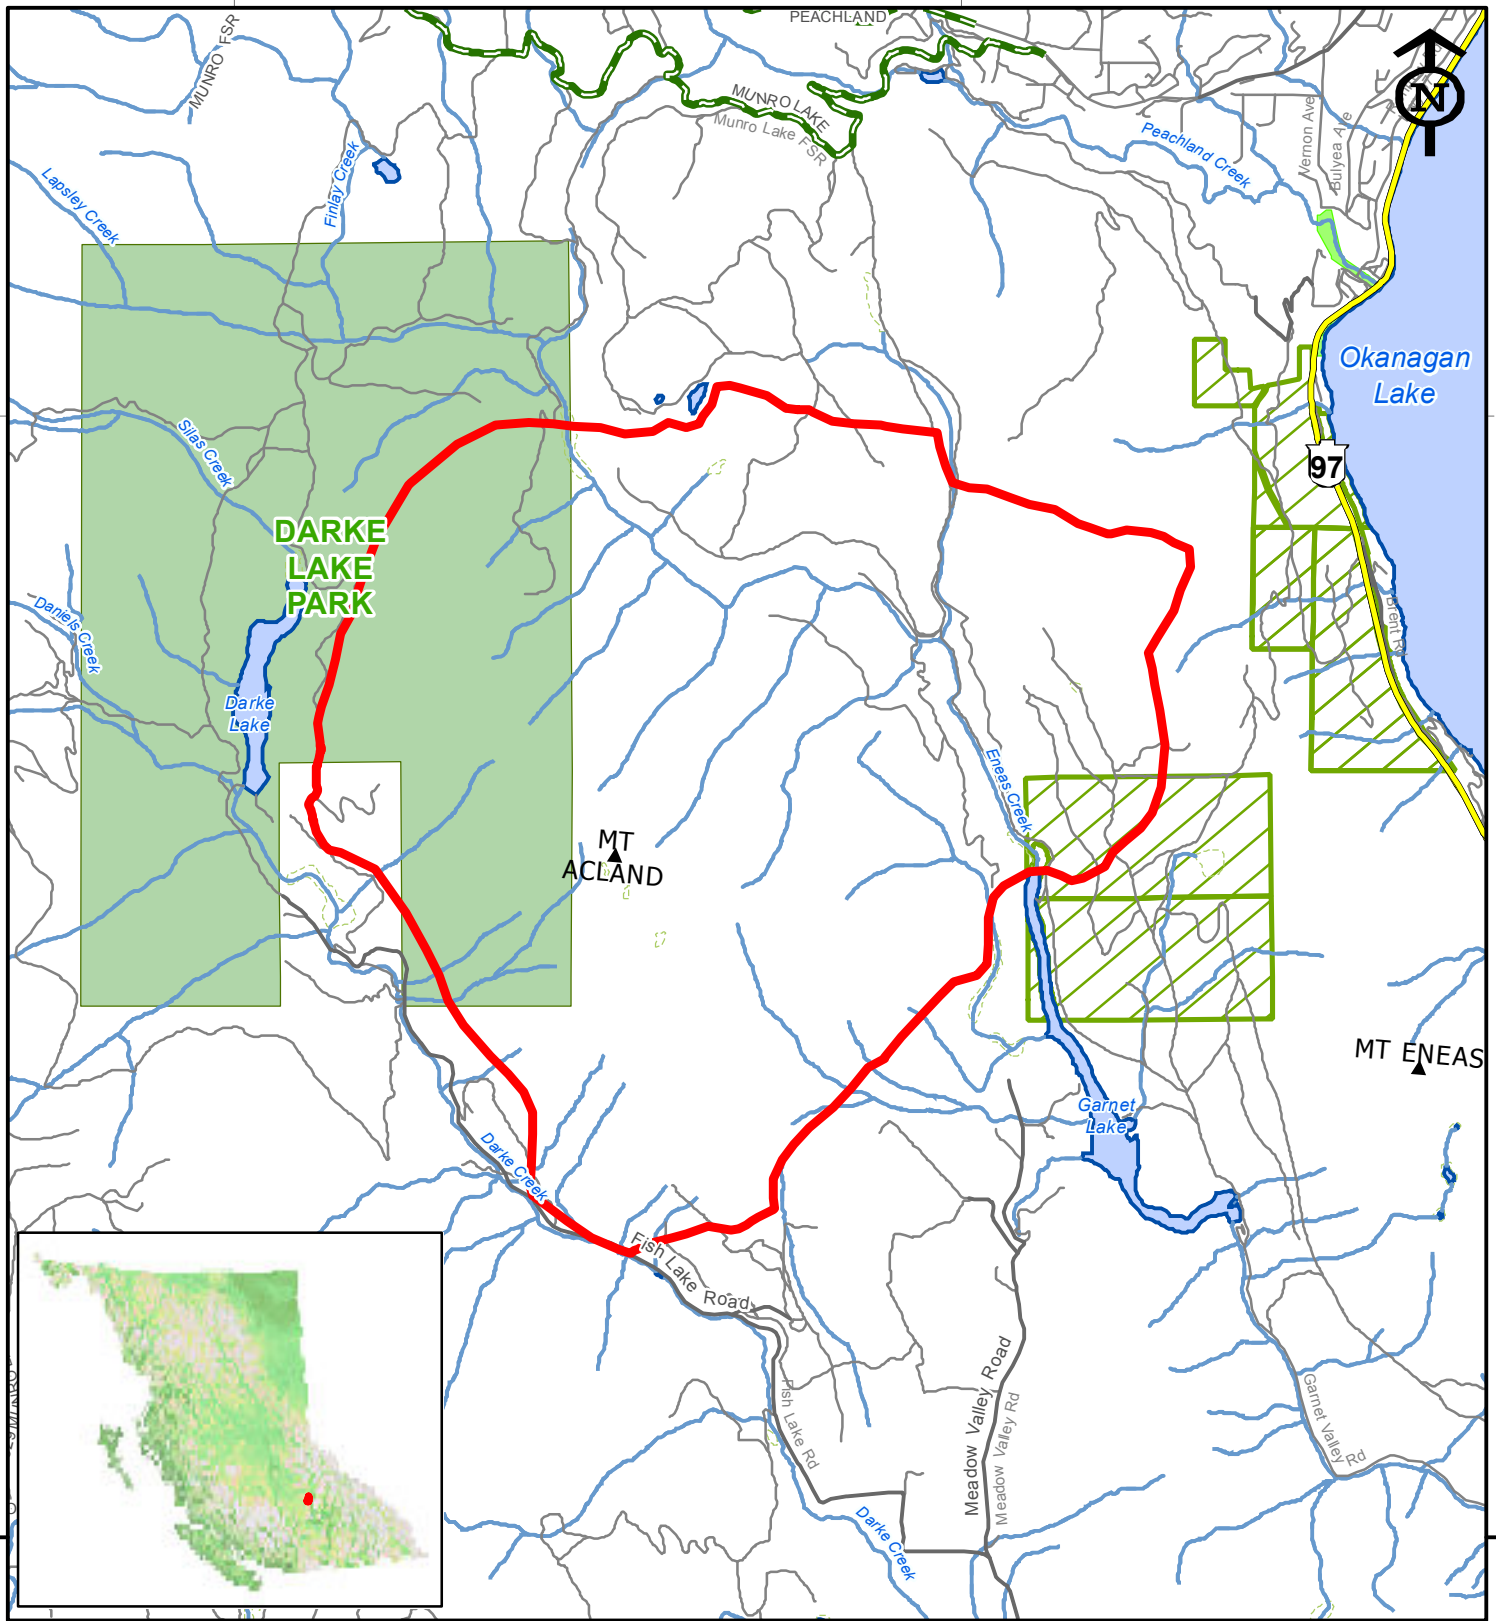 PEACHLAND
MUNRO FSR
MUNRO LAKE
Munro Lake FSR
N
Peachland Creek
Vernon Ave
Bulyea Ave
Finlay Creek
Lapsley Creek
Okanagan
Lake
Silas Creek
97
DARKE
LAKE
PARK
Daniels Creek
Brent Rd
Darke
Lake
Eneas Creek
MT
ACLAND
MT ENEAS
Garnet
Lake
Darke Creek
Fish Lake Road
Fish Lake Rd
Meadow Valley Road
Meadow Valley Rd
Garnet Valley Rd
Darke Creek